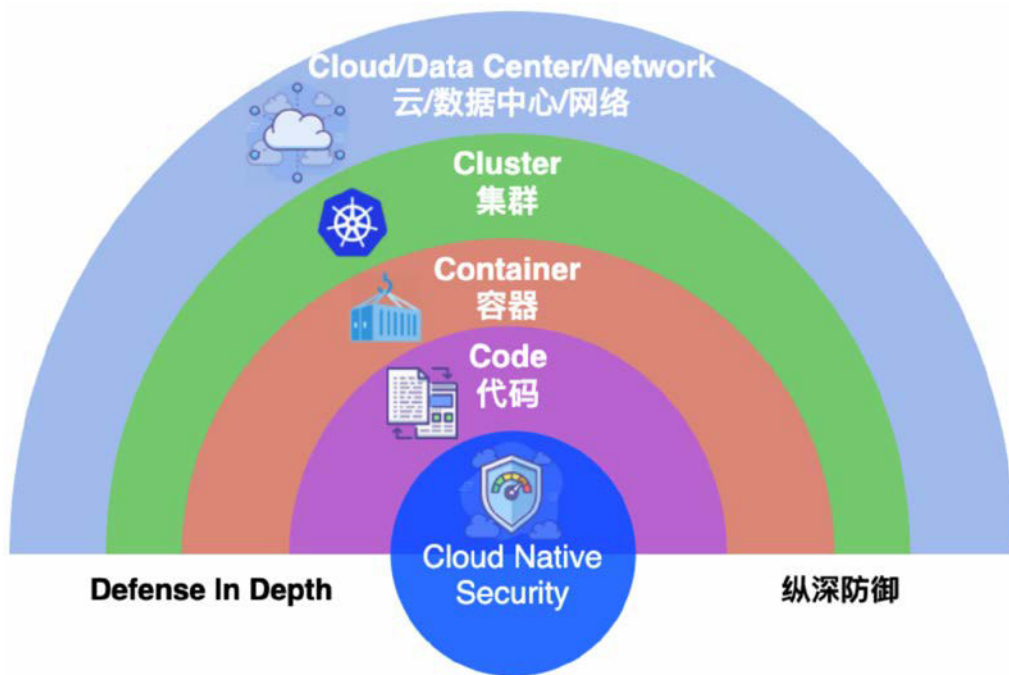 Cloud/Data Center/Network
云/数据中心/网络
Cluster
集群
Container
容器
Code
代码
Cloud Native
Security
Defense In Depth
纵深防御